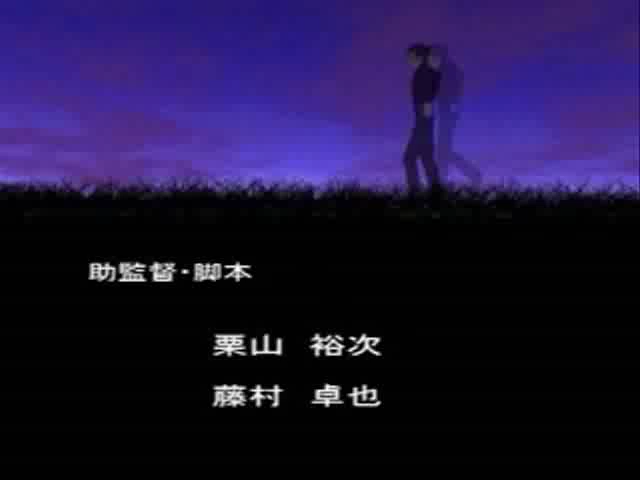 助監督・脚本
栗山 裕次
藤村 卓也